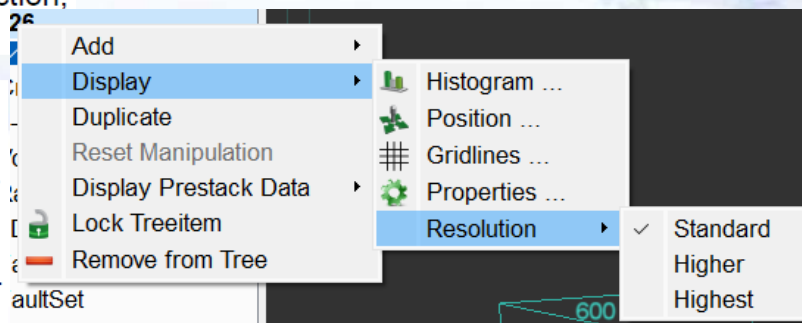 26
Add
Display
Duplicate
Reset Manipulation
Display Prestack Data
Lock Treeitem
Remove from Tree
Histogram ...
Position ...
Gridlines ...
Properties ...
Resolution
Standard
Higher
Highest
aultSet
600